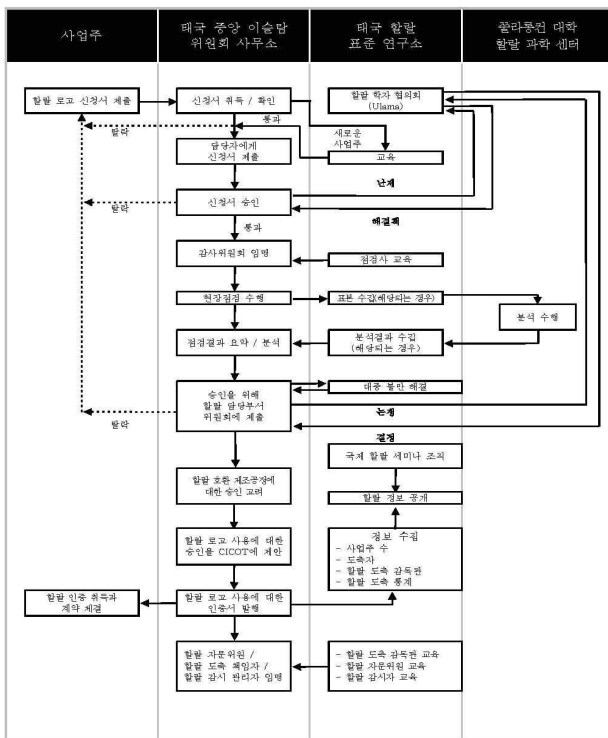 사업주
태국 중앙 이슬람
위원회 사무소
태국 할랄
표준 연구소
쭐라롱컨 대학
할랄 과학 센터
할랄 로고 신청서 제출
신청서 취득 / 확인
할랄 학자 협의회
(Ulama)
탈락
통과
새로운
사업주
담당자에게
신청서 제출
교육
난제
신청서 승인
탈락
해결책
통과
감사위원회 임명
점검사 교육
현장점검 수행
표본 수집(해당되는 경우)
분석 수행
점검결과 요약 / 분석
분석결과 수집
(해당되는 경우)
승인을 위해
할랄 담당부서
위원회에 제출
대중 불만 해결
탈락
논쟁
결정
국제 할랄 세미나 조직
할랄 호환 제조공장에
대한 승인 고려
할랄 정보 공개
할랄 로고 사용에 대한
승인을 CICOT에 제안
정보 수집
- 사업주 수
- 도축자
- 할랄 도축 감독관
- 할랄 도축 통계
할랄 인증 취득과
계약 체결
할랄 로고 사용에 대한
인증서 발행
할랄 자문위원 /
할랄 도축 책임자 /
할랄 감시 관리자 임명
- 할랄 도축 감독관 교육
- 할랄 자문위원 교육
- 할랄 감시자 교육